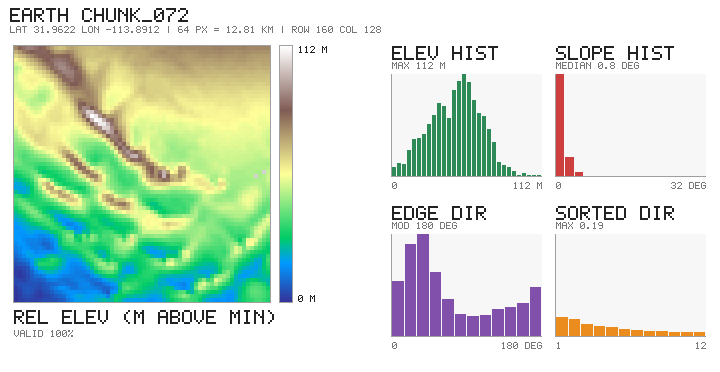 EARTH CHUNK_072
LAT 31.9622 LON -113.8912 | 64 PX = 12.81 KM | ROW 160 COL 128
112 M
0 M
REL ELEV (M ABOVE MIN)
VALID 100%
ELEV HIST
MAX 112 M
0 112 M
SLOPE HIST
MEDIAN 0.8 DEG
0 32 DEG
EDGE DIR
MOD 180 DEG
0 180 DEG
SORTED DIR
MAX 0.19
1 12